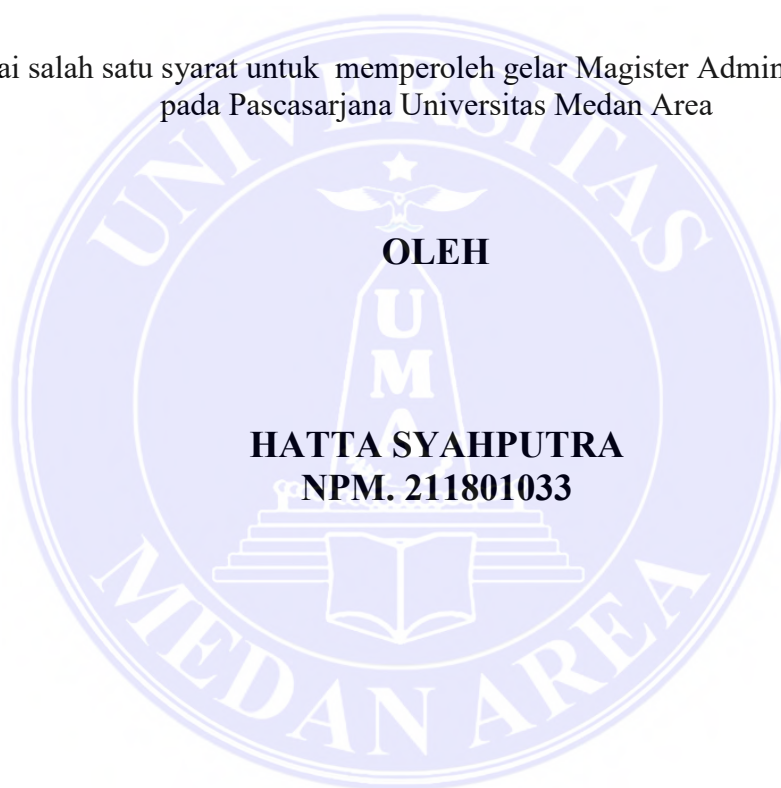 ai salah satu syarat untuk memperoleh gelar Magister Admin
pada Pascasarjana Universitas Medan Area
UNIVERSITAS
OLEH
UMA
HATTA SYAHPUTRA
NPM. 211801033
MEDAN AREA